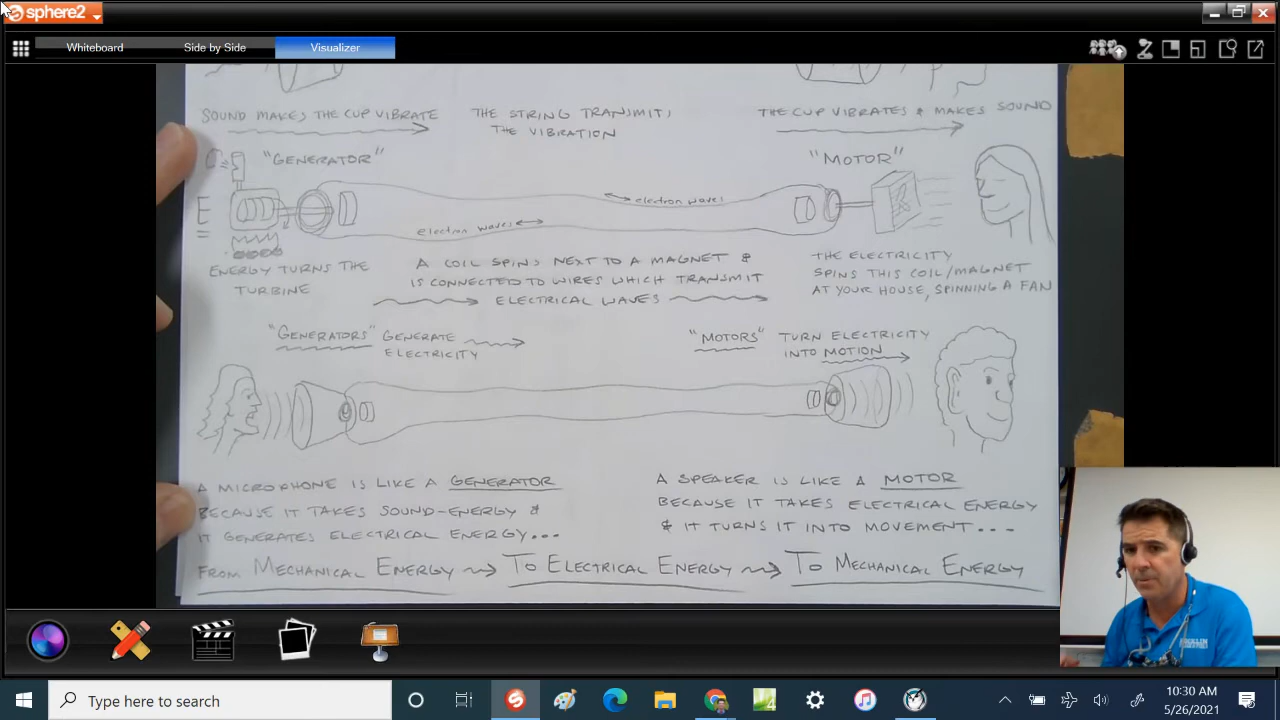 sphere2
Whiteboard
Side by Side
Visualizer
SOUND MAKES THE CUP VIBRATE
THE STRING TRANSMITS
THE VIBRATION
THE CUP VIBRATES & MAKES SOUND
"GENERATOR"
"MOTOR"
E
electron waves
electron waves
ENERGY TURNS THE
TURBINE
A COIL SPINS NEXT TO A MAGNET &
IS CONNECTED TO WIRES WHICH TRANSMIT
ELECTRICAL WAVES
THE ELECTRICITY
SPINS THIS COIL/MAGNET
AT YOUR HOUSE, SPINNING A FAN
"GENERATORS" GENERATE
ELECTRICITY
"MOTORS" TURN ELECTRICITY
INTO MOTION
A MICROPHONE IS LIKE A GENERATOR
BECAUSE IT TAKES SOUND-ENERGY &
IT GENERATES ELECTRICAL ENERGY...
A SPEAKER IS LIKE A MOTOR
BECAUSE IT TAKES ELECTRICAL ENERGY
& IT TURNS IT INTO MOVEMENT...
FROM MECHANICAL ENERGY → TO ELECTRICAL ENERGY → TO MECHANICAL ENERGY
Type here to search
10:30 AM
5/26/2021